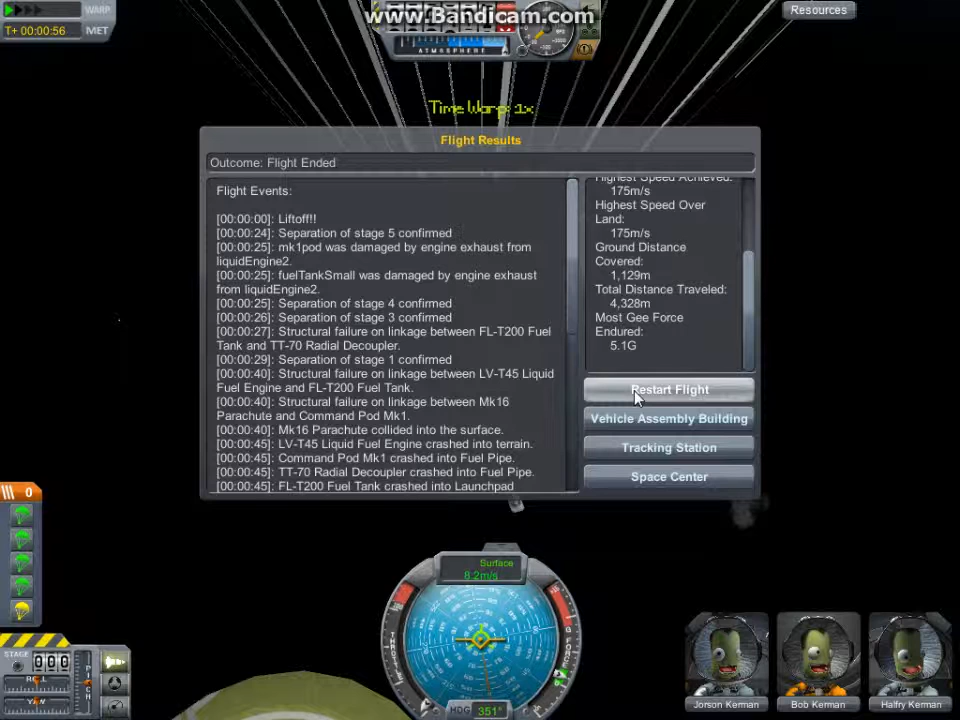 www.Bandicam.com
WARP
T+ 00:00:56 MET
Resources
ATMOSPHERE
Time Warp: 1x
Flight Results
Outcome: Flight Ended
Flight Events:
[00:00:00]: Liftoff!!
[00:00:24]: Separation of stage 5 confirmed
[00:00:25]: mk1pod was damaged by engine exhaust from
liquidEngine2.
[00:00:25]: fuelTankSmall was damaged by engine exhaust
from liquidEngine2.
[00:00:25]: Separation of stage 4 confirmed
[00:00:26]: Separation of stage 3 confirmed
[00:00:27]: Structural failure on linkage between FL-T200 Fuel
Tank and TT-70 Radial Decoupler.
[00:00:29]: Separation of stage 1 confirmed
[00:00:40]: Structural failure on linkage between LV-T45 Liquid
Fuel Engine and FL-T200 Fuel Tank.
[00:00:40]: Structural failure on linkage between Mk16
Parachute and Command Pod Mk1.
[00:00:40]: Mk16 Parachute collided into the surface.
[00:00:45]: LV-T45 Liquid Fuel Engine crashed into terrain.
[00:00:45]: Command Pod Mk1 crashed into Fuel Pipe.
[00:00:45]: TT-70 Radial Decoupler crashed into Fuel Pipe.
[00:00:45]: FL-T200 Fuel Tank crashed into Launchpad
Highest Speed Achieved:
175m/s
Highest Speed Over
Land:
175m/s
Ground Distance
Covered:
1,129m
Total Distance Traveled:
4,328m
Most Gee Force
Endured:
5.1G
Restart Flight
Vehicle Assembly Building
Tracking Station
Space Center
0
STAGE
000
ROLL
YAW
PITCH
Surface
8.2m/s
HDG 351°
Jorson Kerman
Bob Kerman
Halfry Kerman